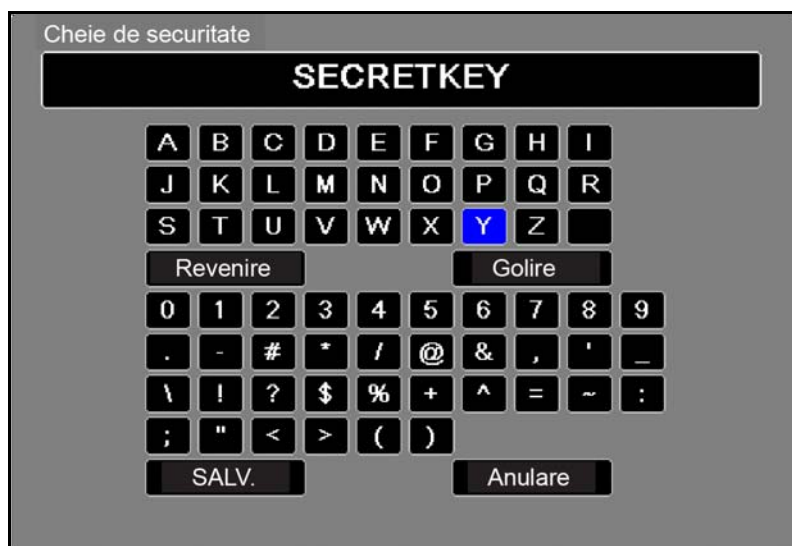 Cheie de securitate
SECRETKEY
A B C D E F G H I
J K L M N O P Q R
S T U V W X Y Z
Revenire Golire
0 1 2 3 4 5 6 7 8 9
. - # * / @ & , ' _
\ ! ? $ % + ^ = ~ :
; " < > ( )
SALV. Anulare